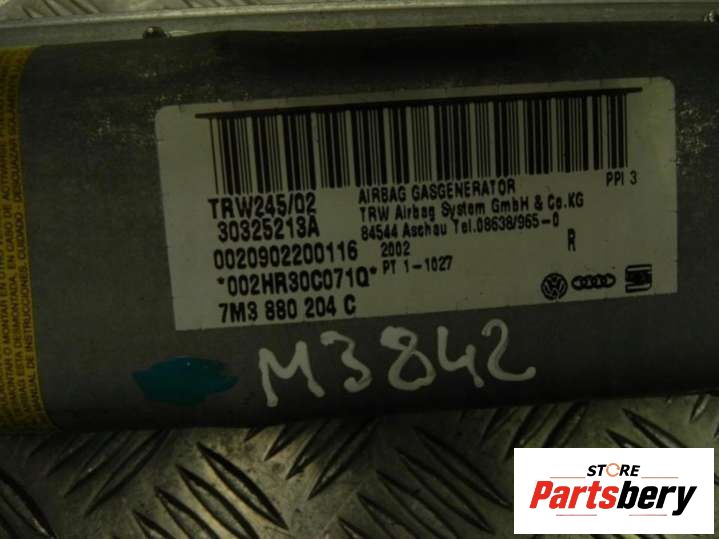 TRW245/02
30325213A
0020902200116
*002HR30C071Q*
7M3 880 204 C
AIRBAG GASGENERATOR
TRW Airbag System GmbH & Co.KG
84544 Aschau Tel.08638/965-0
2002
PT 1-1027
PPI 3
R
M3842
STORE
Partsbery